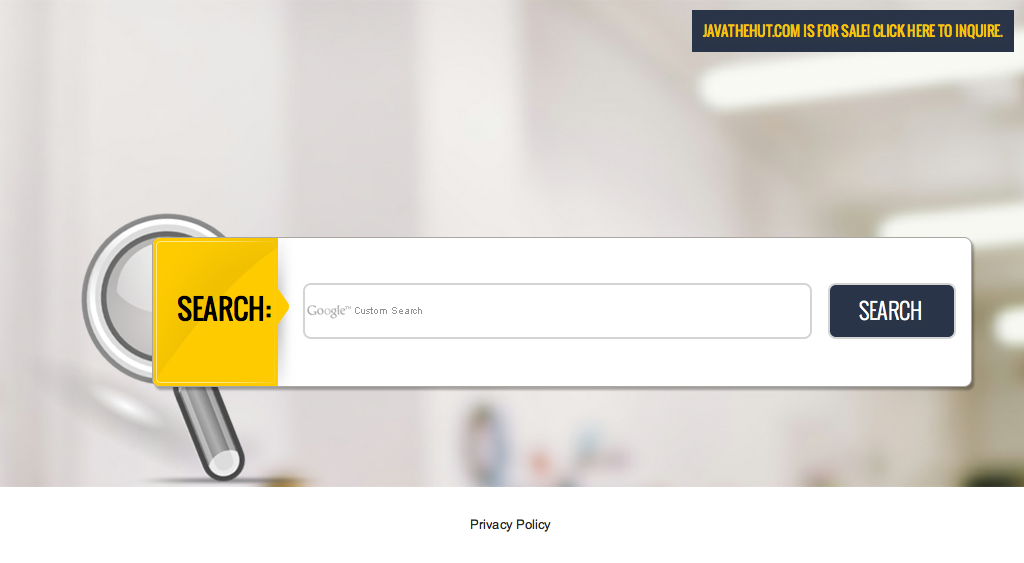 JAVATHEHUT.COM IS FOR SALE! CLICK HERE TO INQUIRE.
SEARCH:
Google™ Custom Search
SEARCH
Privacy Policy